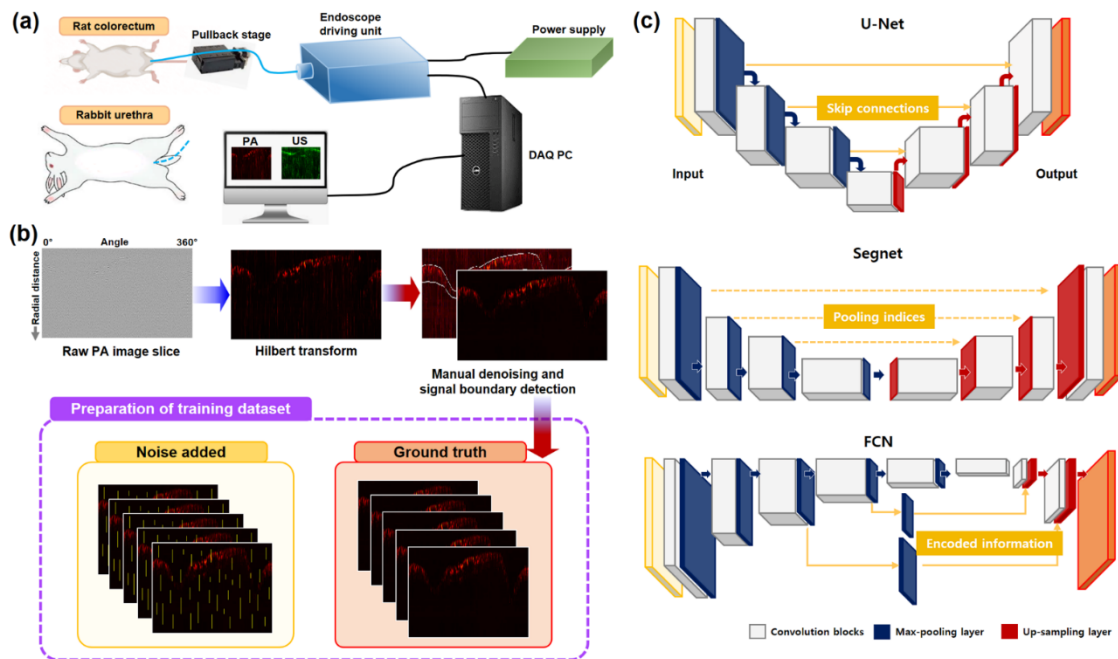 (a)
Rat colorectum
Pullback stage
Endoscope
driving unit
Power supply
Rabbit urethra
PA
US
DAQ PC
(b)
0°
Angle
360°
Radial distance
Raw PA image slice
Hilbert transform
Manual denoising and
signal boundary detection
Preparation of training dataset
Noise added
Ground truth
(c)
U-Net
Skip connections
Input
Output
Segnet
Pooling indices
FCN
Encoded information
Convolution blocks
Max-pooling layer
Up-sampling layer